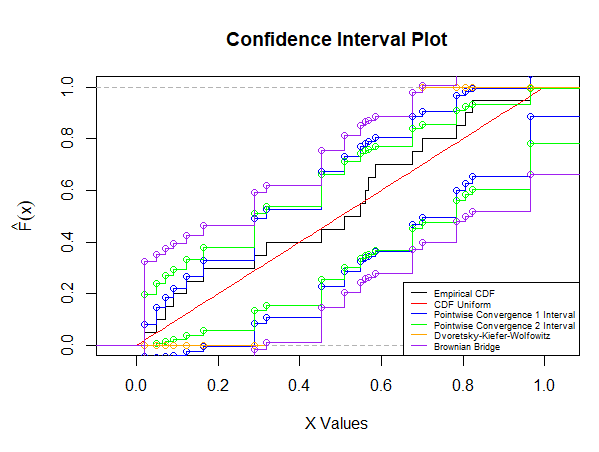 Confidence Interval Plot
F̂(x)
1.0
0.8
0.6
0.4
0.2
0.0
Empirical CDF
CDF Uniform
Pointwise Convergence 1 Interval
Pointwise Convergence 2 Interval
Dvoretsky-Kiefer-Wolfowitz
Brownian Bridge
0.0 0.2 0.4 0.6 0.8 1.0
X Values